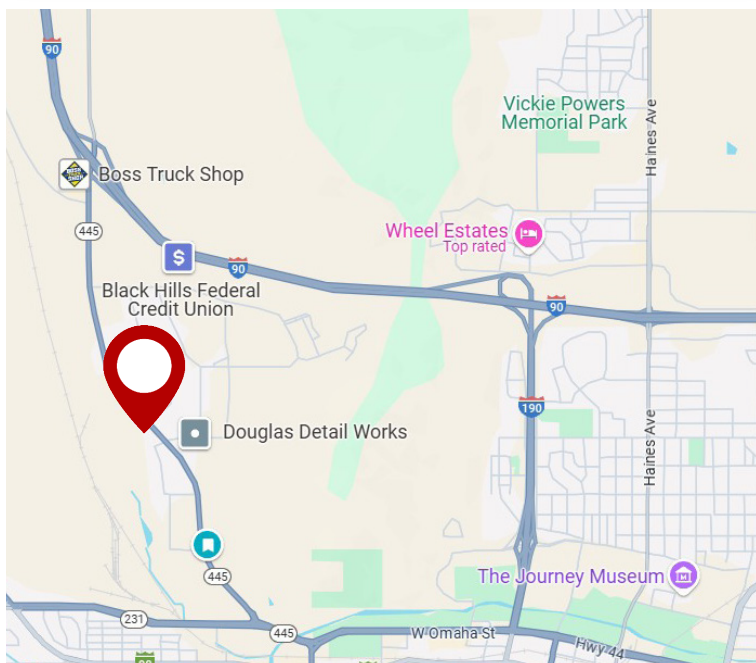 90
Vickie Powers
Memorial Park
Haines Ave
BOSS
SHOP
Boss Truck Shop
445
Wheel Estates
Top rated
$
90
Black Hills Federal
Credit Union
90
190
Douglas Detail Works
Haines Ave
445
The Journey Museum
231
445
W Omaha St
Hwy 44